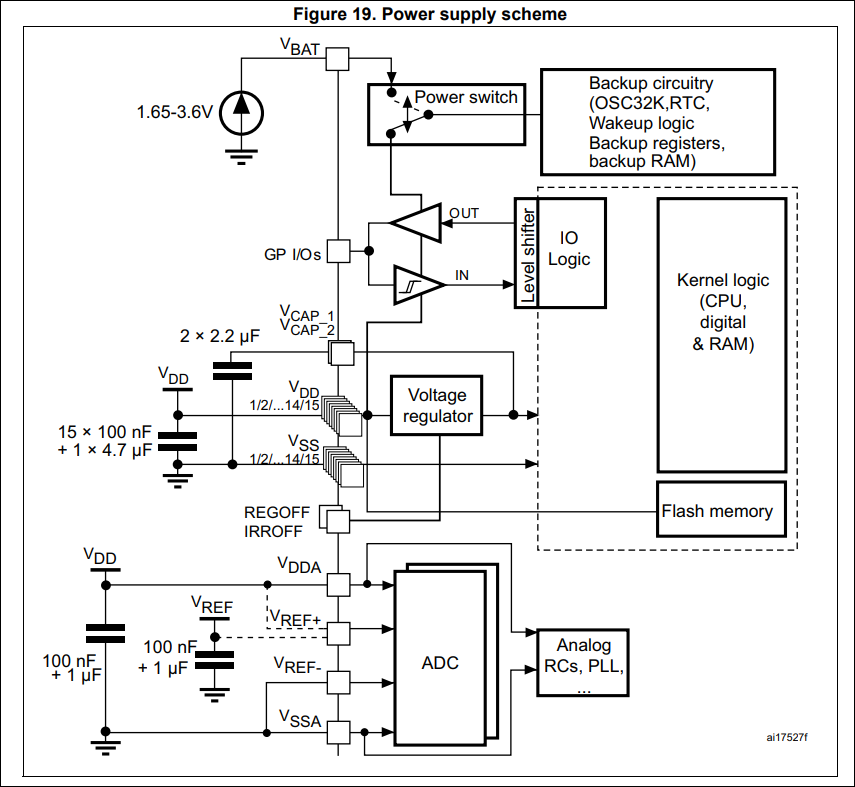 Figure 19. Power supply scheme
VBAT
1.65-3.6V
Power switch
Backup circuitry
(OSC32K,RTC,
Wakeup logic
Backup registers,
backup RAM)
OUT
GP I/Os
IN
Level shifter
IO
Logic
Kernel logic
(CPU,
digital
& RAM)
VCAP_1
VCAP_2
2 × 2.2 μF
VDD
VDD
1/2/...14/15
Voltage
regulator
15 × 100 nF
+ 1 × 4.7 μF
VSS
1/2/...14/15
REGOFF
IRROFF
Flash memory
VDD
VDDA
VREF
VREF+
100 nF
+ 1 μF
100 nF
+ 1 μF
VREF-
ADC
Analog
RCs, PLL,
...
VSSA
ai17527f